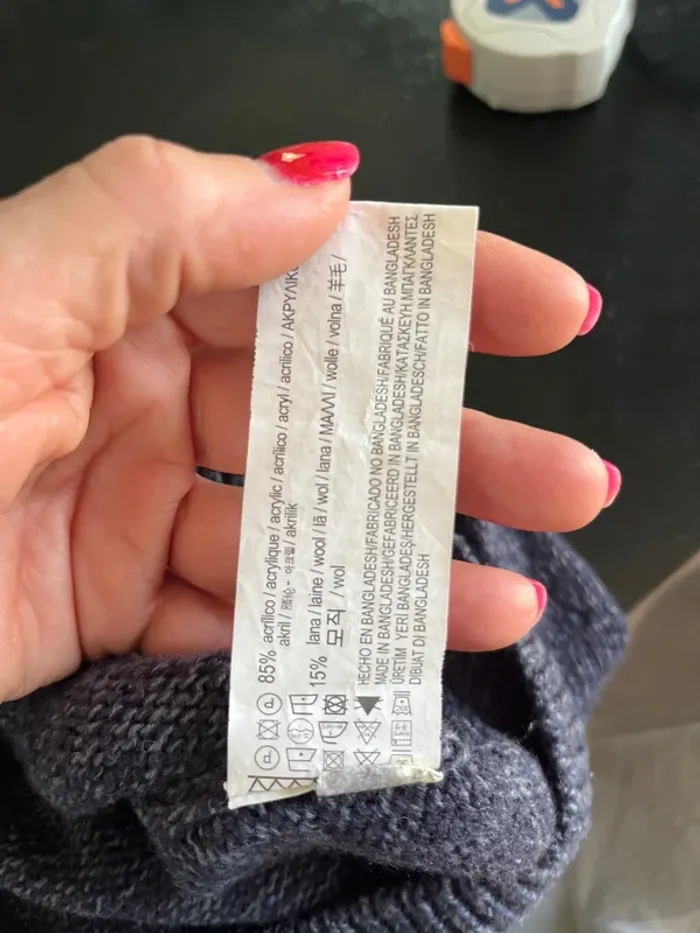 85% acrílico / acrylique / acrylic / acrílico / acryl / acrilico / ΑΚΡΥΛΙΚ
akril / 腈纶 - 아크릴 / akrilik
15% lana / laine / wool / lã / wol / lana / ΜΑΛΛΙ / wolle / volna / 羊毛 /
모직 / wol
HECHO EN BANGLADESH/FABRICADO NO BANGLADESH/FABRIQUÉ AU BANGLADESH
MADE IN BANGLADESH/GEFABRICEERD IN BANGLADESH/ΚΑΤΑΣΚΕΥΗ ΜΠΑΓΚΛΑΝΤΕΣ
ÜRETIM YERİ BANGLADEŞ/HERGESTELLT IN BANGLADESCH/FATTO IN BANGLADESH
DIBUAT DI BANGLADESH